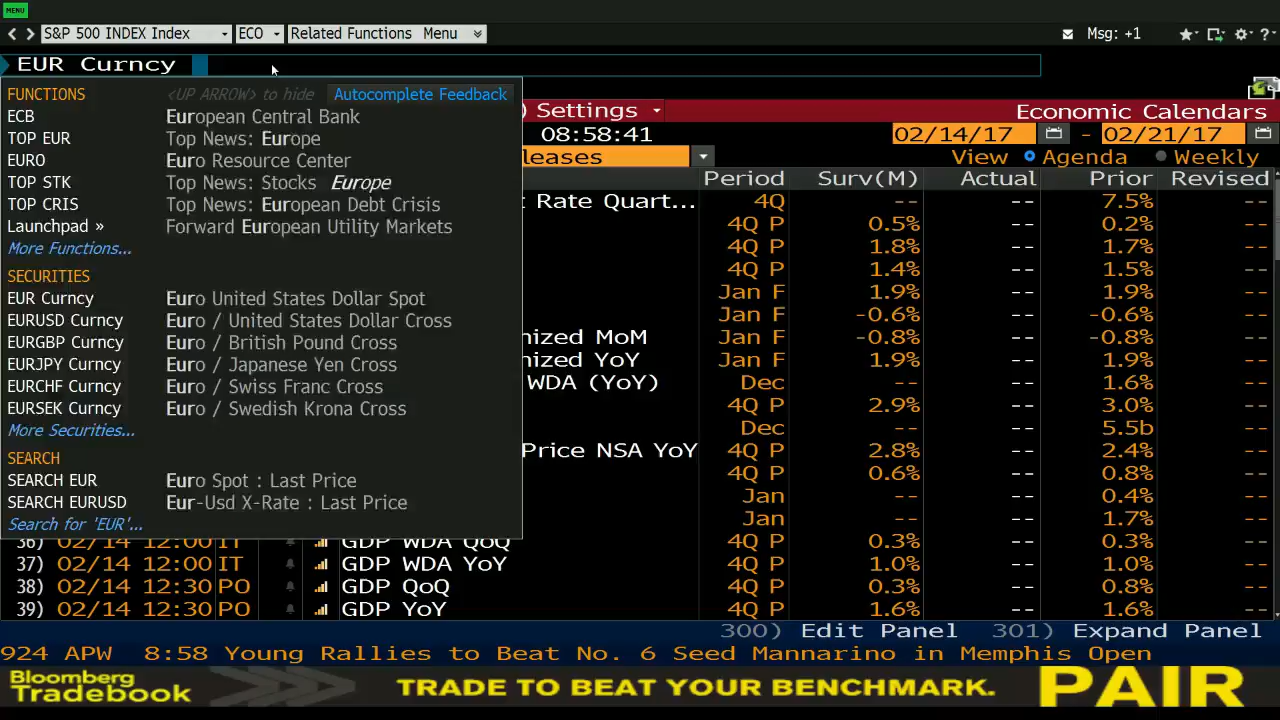 MENU
S&P 500 INDEX Index ECO Related Functions Menu Msg: +1 ?
EUR Curncy
FUNCTIONS <UP ARROW> to hide Autocomplete Feedback
ECB European Central Bank
TOP EUR Top News: Europe
EURO Euro Resource Center
TOP STK Top News: Stocks Europe
TOP CRIS Top News: European Debt Crisis
Launchpad » Forward European Utility Markets
More Functions...
SECURITIES
EUR Curncy Euro United States Dollar Spot
EURUSD Curncy Euro / United States Dollar Cross
EURGBP Curncy Euro / British Pound Cross
EURJPY Curncy Euro / Japanese Yen Cross
EURCHF Curncy Euro / Swiss Franc Cross
EURSEK Curncy Euro / Swedish Krona Cross
More Securities...
SEARCH
SEARCH EUR Euro Spot : Last Price
SEARCH EURUSD Eur-Usd X-Rate : Last Price
Search for 'EUR'...
) Settings Economic Calendars
08:58:41 02/14/17 - 02/21/17
leases View Agenda Weekly
Period Surv(M) Actual Prior Revised
t Rate Quart... 4Q -- -- 7.5% --
4Q P 0.5% -- 0.2% --
4Q P 1.8% -- 1.7% --
4Q P 1.4% -- 1.5% --
Jan F 1.9% -- 1.9% --
Jan F -0.6% -- -0.6% --
nized MoM Jan F -0.8% -- -0.8% --
nized YoY Jan F 1.9% -- 1.9% --
WDA (YoY) Dec -- -- 1.6% --
4Q P 2.9% -- 3.0% --
Dec -- -- 5.5b --
Price NSA YoY 4Q P 2.8% -- 2.4% --
4Q P 0.6% -- 0.8% --
Jan -- -- 0.4% --
Jan -- -- 1.7% --
36) 02/14 12:00 IT GDP WDA QoQ 4Q P 0.3% -- 0.3% --
37) 02/14 12:00 IT GDP WDA YoY 4Q P 1.0% -- 1.0% --
38) 02/14 12:30 PO GDP QoQ 4Q P 0.3% -- 0.8% --
39) 02/14 12:30 PO GDP YoY 4Q P 1.6% -- 1.6% --
300) Edit Panel 301) Expand Panel
924 APW 8:58 Young Rallies to Beat No. 6 Seed Mannarino in Memphis Open
Bloomberg
Tradebook
TRADE TO BEAT YOUR BENCHMARK.
PAIR